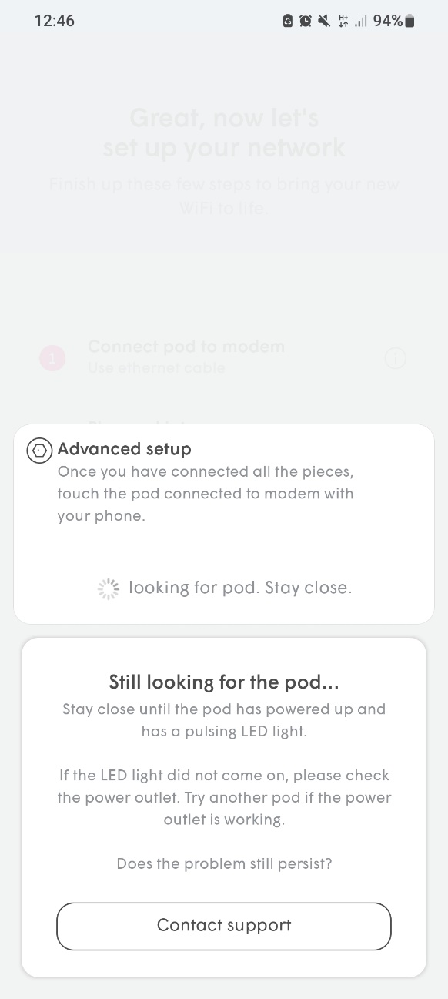 12:46
H+
94%
Great, now let's
set up your network
Finish up these few steps to bring your new
WiFi to life.
1
Connect pod to modem
Use ethernet cable
Advanced setup
Once you have connected all the pieces,
touch the pod connected to modem with
your phone.
looking for pod. Stay close.
Still looking for the pod...
Stay close until the pod has powered up and
has a pulsing LED light.
If the LED light did not come on, please check
the power outlet. Try another pod if the power
outlet is working.
Does the problem still persist?
Contact support